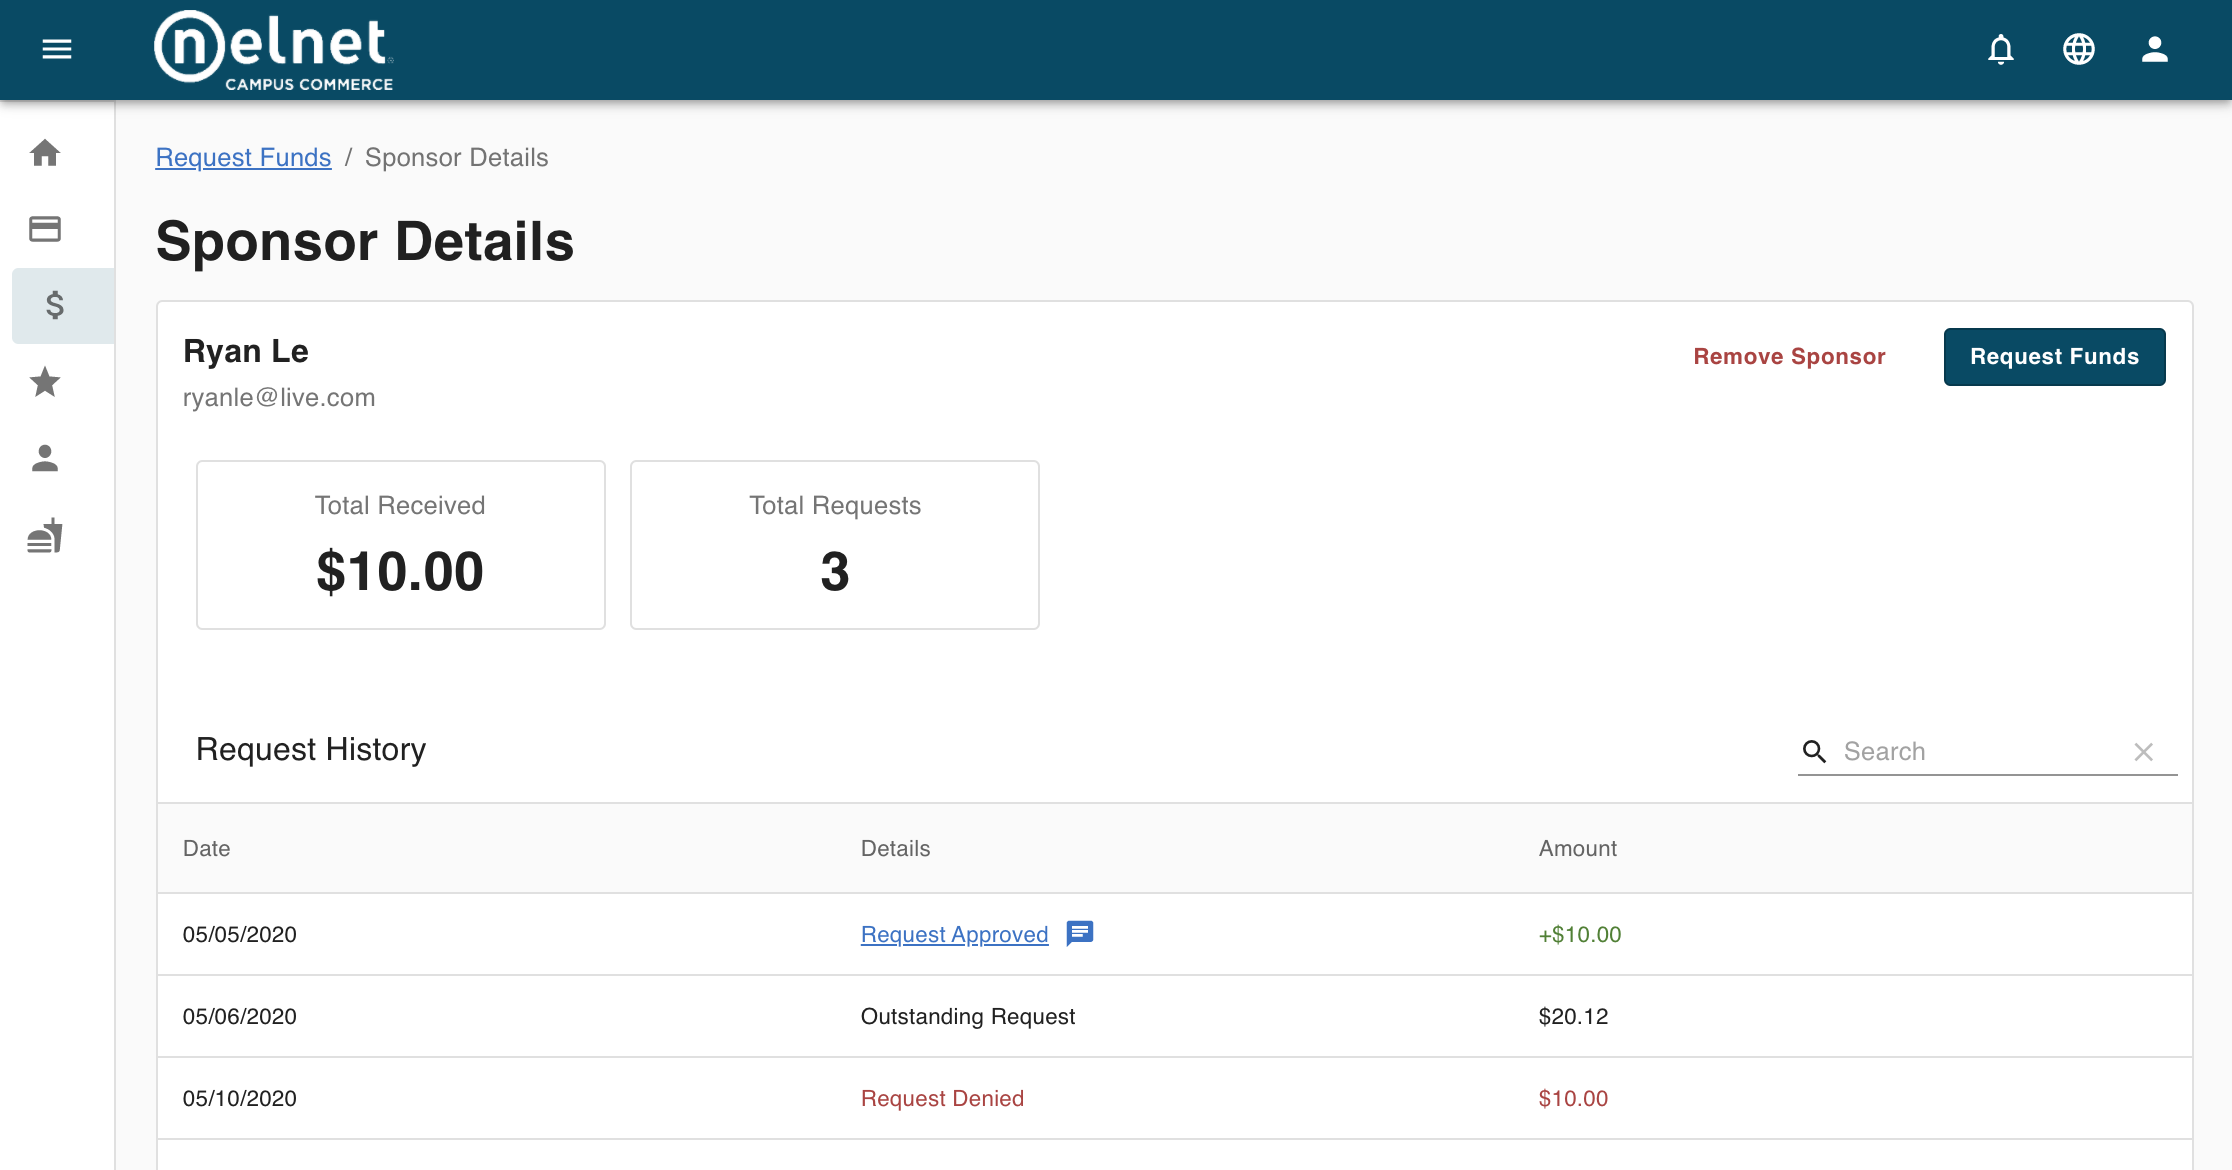 nelnet
CAMPUS COMMERCE
Request Funds / Sponsor Details
Sponsor Details
Ryan Le
ryanle@live.com
Remove Sponsor
Request Funds
Total Received
$10.00
Total Requests
3
Request History
Search
Date Details Amount
05/05/2020 Request Approved +$10.00
05/06/2020 Outstanding Request $20.12
05/10/2020 Request Denied $10.00